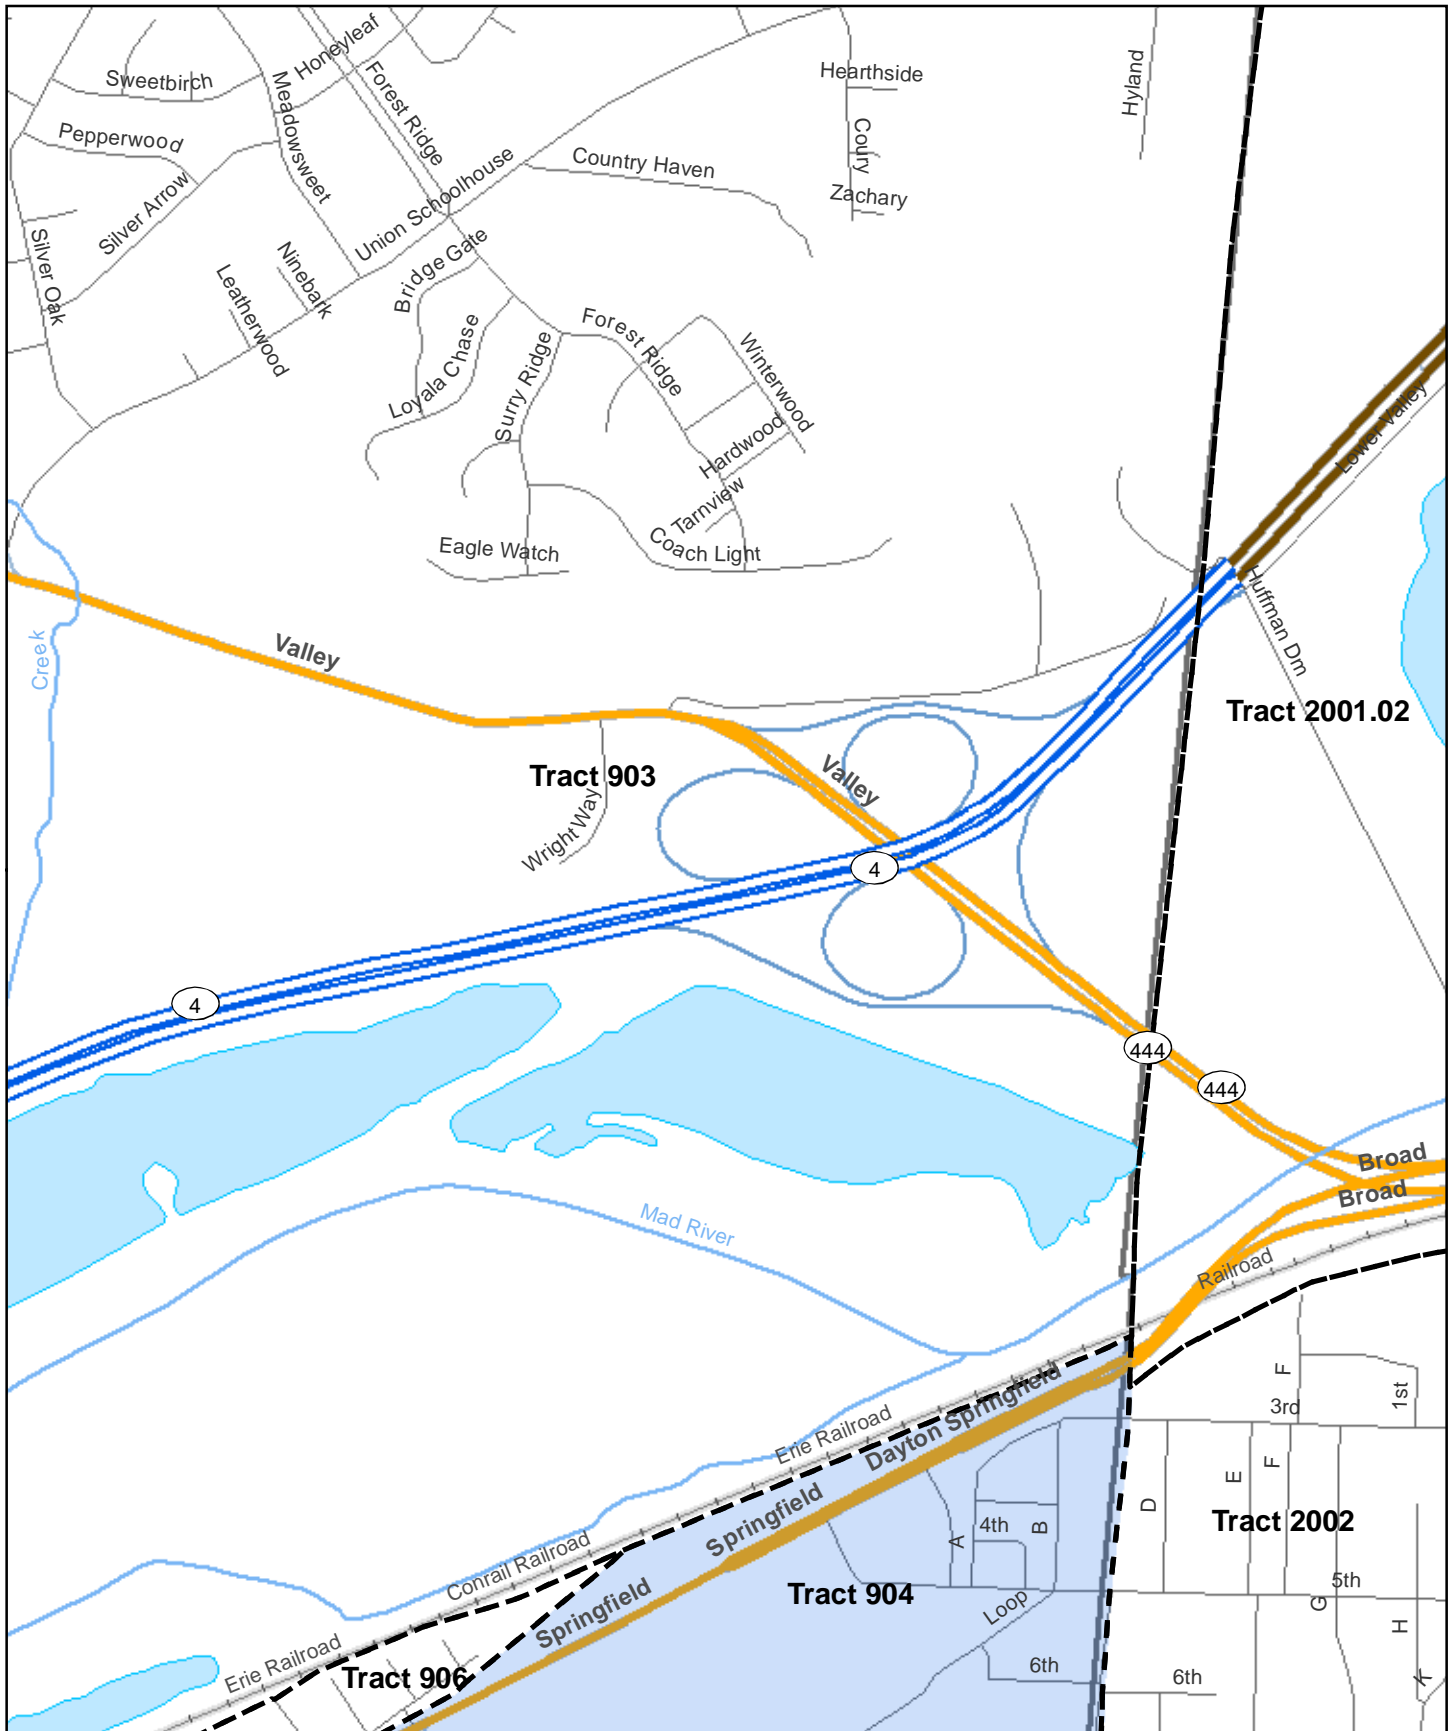 Honeyleaf
Sweetbirch
Forest Ridge
Meadowsweet
Hearthside
Hyland
Pepperwood
Coury
Union Schoolhouse
Country Haven
Silver Arrow
Zachary
Silver Oak
Ninebark
Bridge Gate
Leatherwood
Loyala Chase
Forest Ridge
Surry Ridge
Winterwood
Lower Valley
Hardwood
Tarnview
Eagle Watch
Coach Light
Huffman Dm
Creek
Valley
Tract 2001.02
Tract 903
Valley
Wright Way
4
4
444
444
Broad
Broad
Mad River
Railroad
F
1st
3rd
Dayton Springfield
Erie Railroad
E
F
D
Springfield
Tract 2002
4th
B
A
Conrail Railroad
Tract 904
5th
Springfield
Loop
G
H
Erie Railroad
6th
6th
Tract 906
K